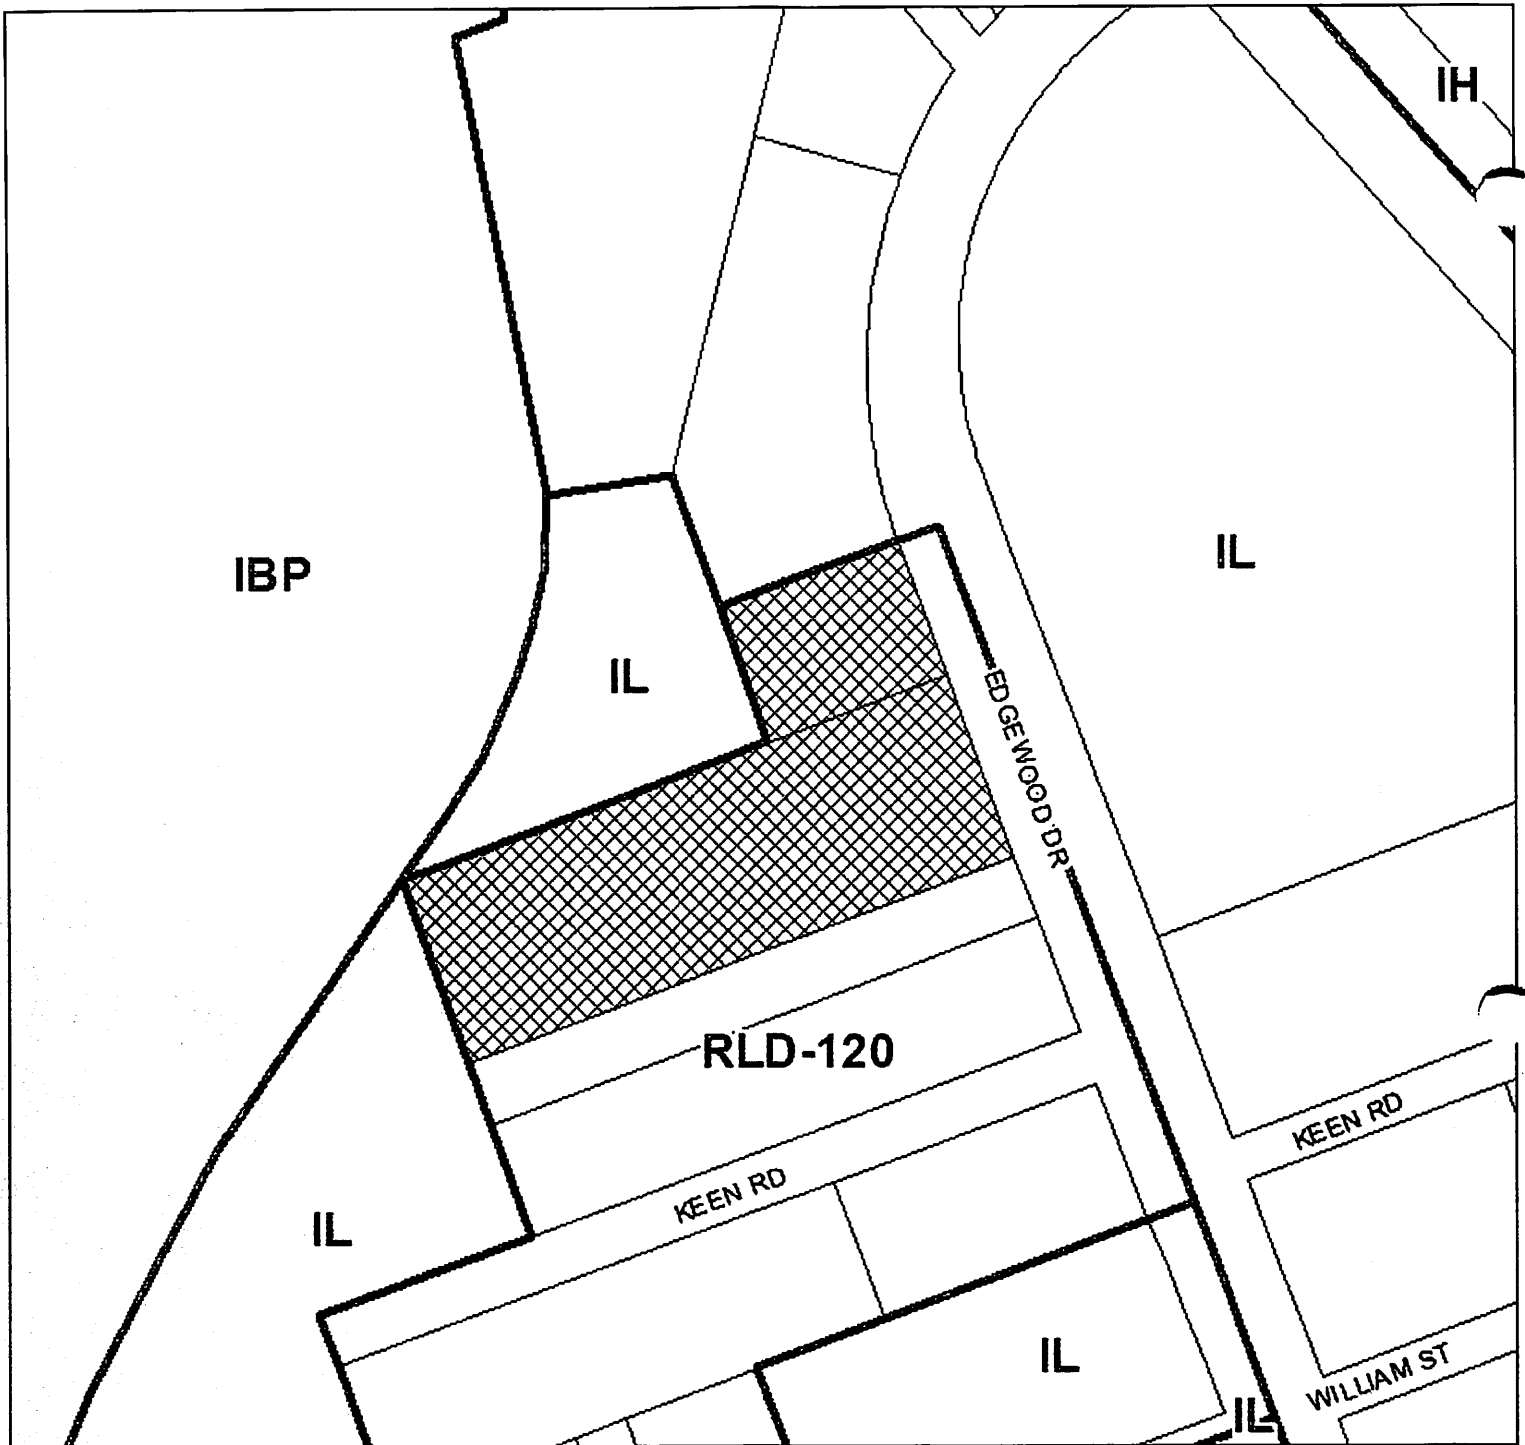 IH
IBP
IL
IL
EDGEWOOD DR
RLD-120
KEEN RD
KEEN RD
IL
IL
WILLIAM ST
IL